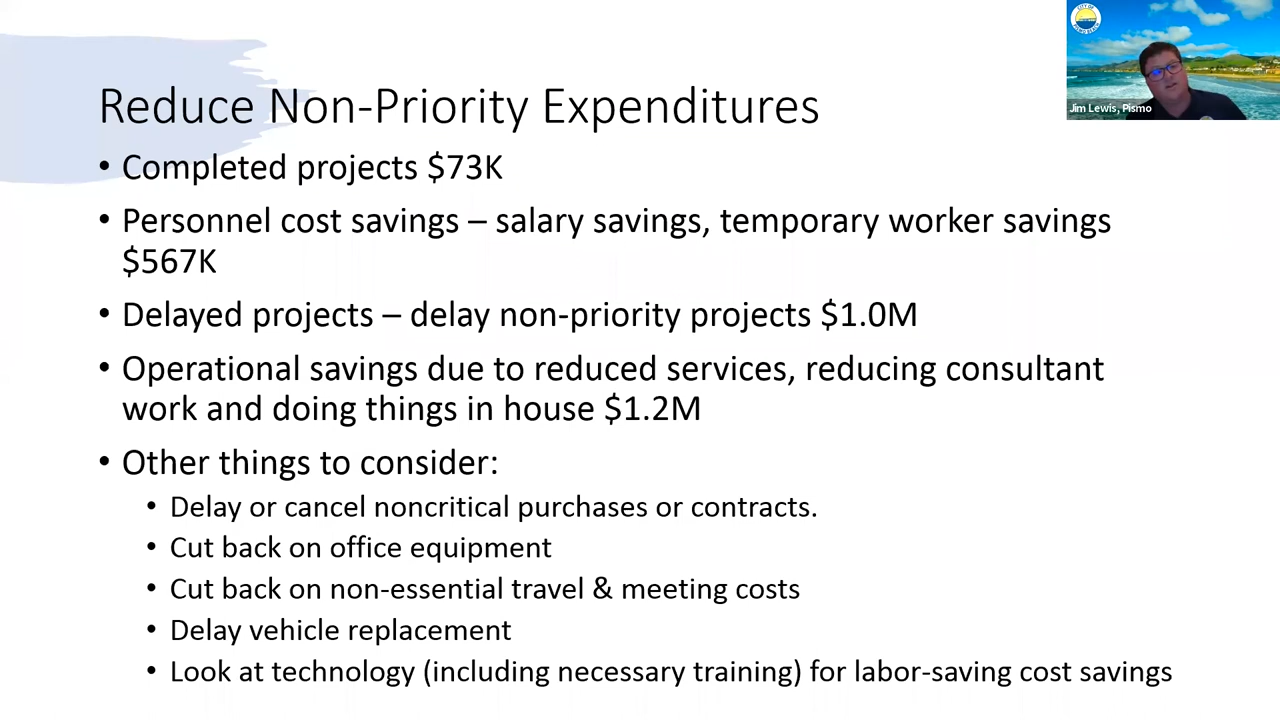 Reduce Non-Priority Expenditures
• Completed projects $73K
• Personnel cost savings – salary savings, temporary worker savings
$567K
• Delayed projects – delay non-priority projects $1.0M
• Operational savings due to reduced services, reducing consultant
work and doing things in house $1.2M
• Other things to consider:
• Delay or cancel noncritical purchases or contracts.
• Cut back on office equipment
• Cut back on non-essential travel & meeting costs
• Delay vehicle replacement
• Look at technology (including necessary training) for labor-saving cost savings
CITY OF
PISMO BEACH
Jim Lewis, Pismo